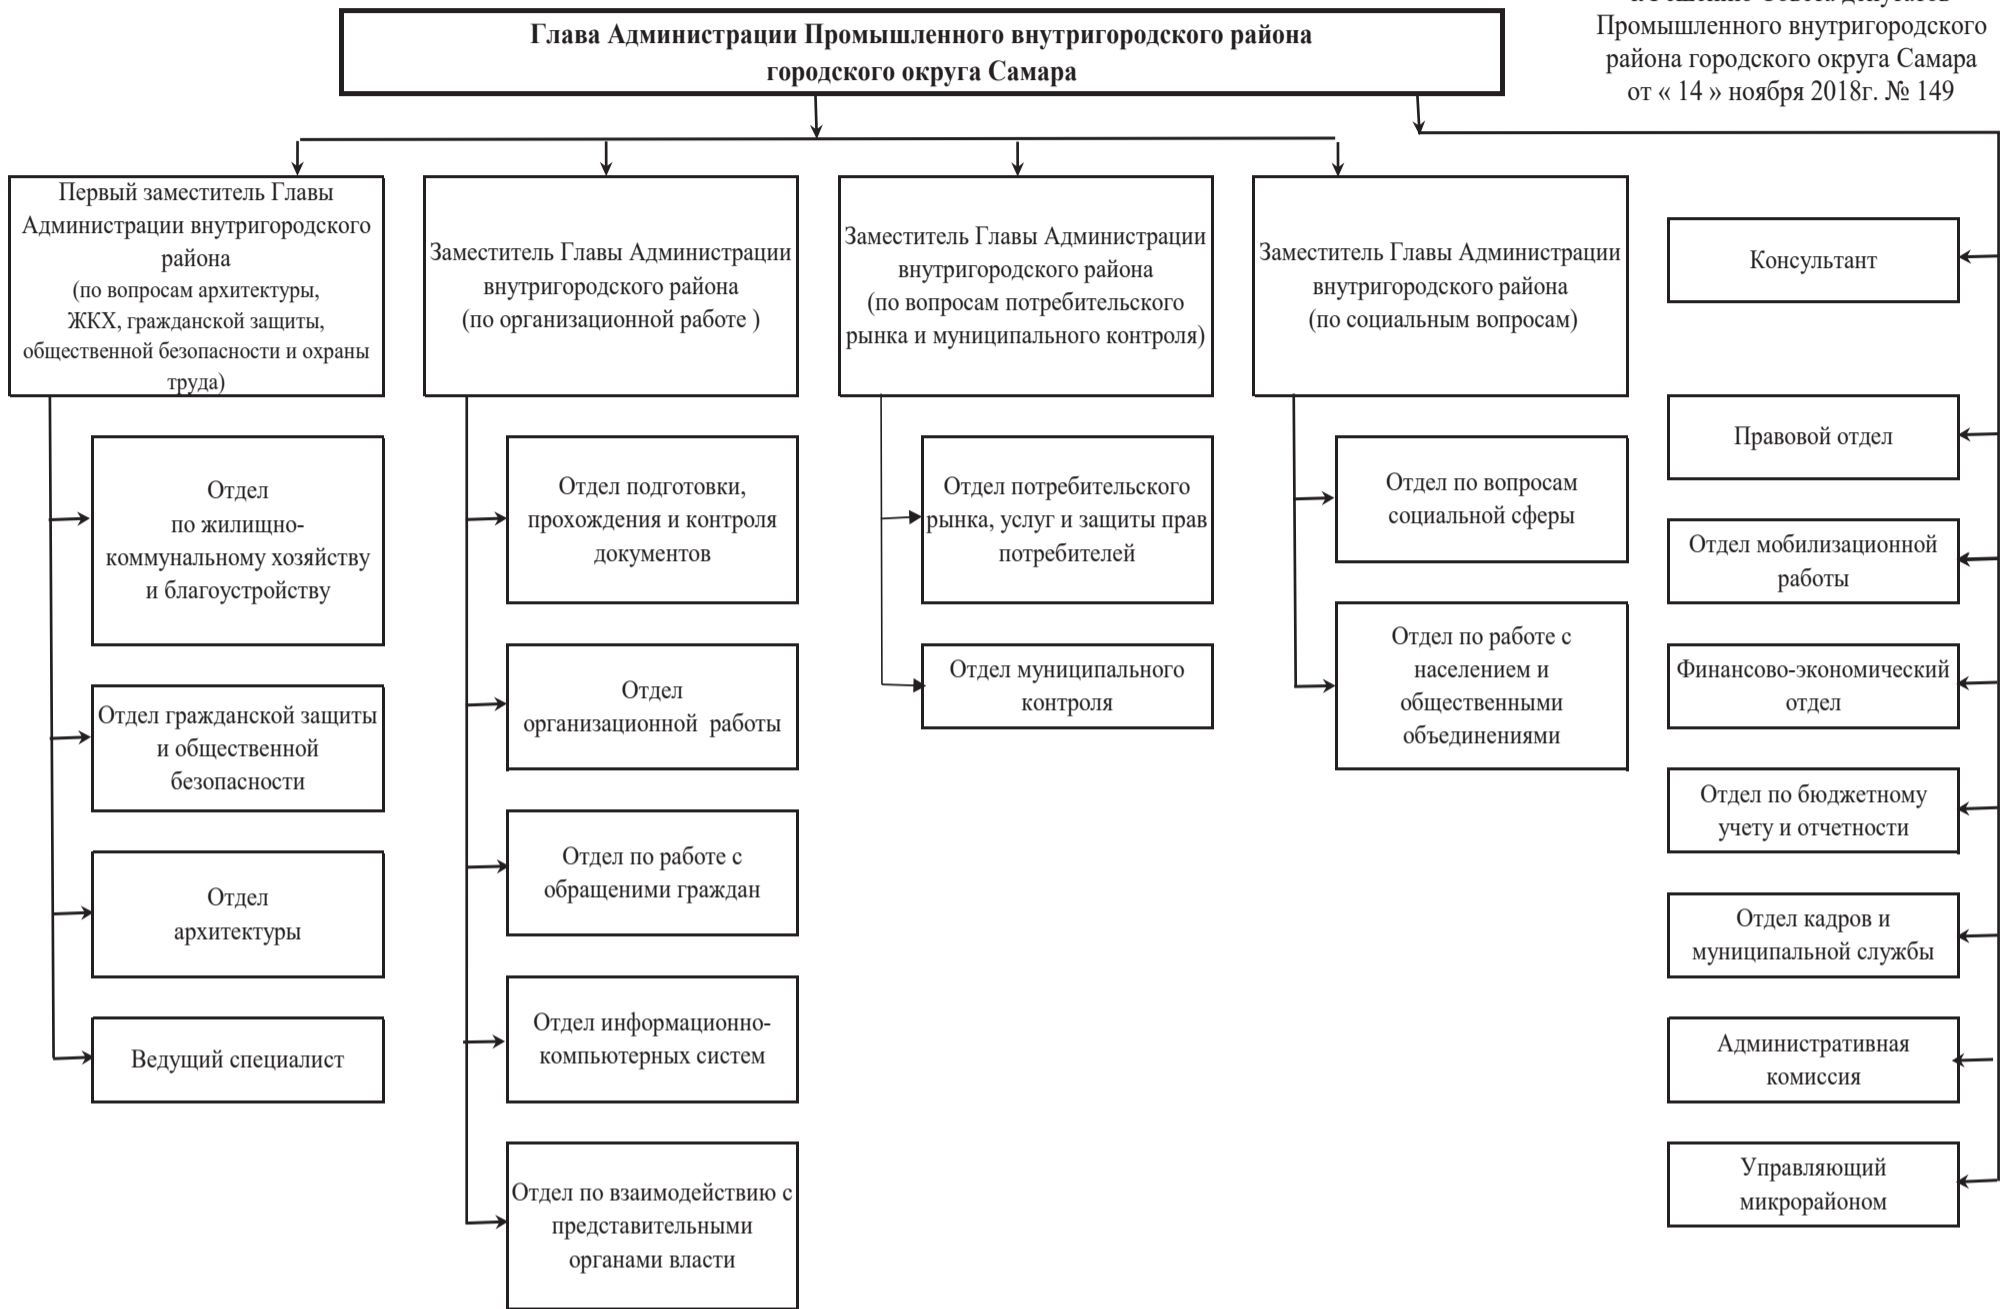 Глава Администрации Промышленного внутригородского района
городского округа Самара
Промышленного внутригородского
района городского округа Самара
от « 14 » ноября 2018г. № 149
Первый заместитель Главы
Администрации внутригородского
района
(по вопросам архитектуры,
ЖКХ, гражданской защиты,
общественной безопасности и охраны
труда)
Отдел
по жилищно-
коммунальному хозяйству
и благоустройству
Отдел гражданской защиты
и общественной
безопасности
Отдел
архитектуры
Ведущий специалист
Заместитель Главы Администрации
внутригородского района
(по организационной работе )
Отдел подготовки,
прохождения и контроля
документов
Отдел
организационной  работы
Отдел по работе с
обращеними граждан
Отдел информационно-
компьютерных систем
Отдел по взаимодействию с
представительными
органами власти
Заместитель Главы Администрации
внутригородского района
(по вопросам потребительского
рынка и муниципального контроля)
Отдел потребительского
рынка, услуг и защиты прав
потребителей
Отдел муниципального
контроля
Заместитель Главы Администрации
внутригородского района
(по социальным вопросам)
Отдел по вопросам
социальной сферы
Отдел по работе с
населением и
общественными
объединениями
Консультант
Правовой отдел
Отдел мобилизационной
работы
Финансово-экономический
отдел
Отдел по бюджетному
учету и отчетности
Отдел кадров и
муниципальной службы
Административная
комиссия
Управляющий
микрорайоном